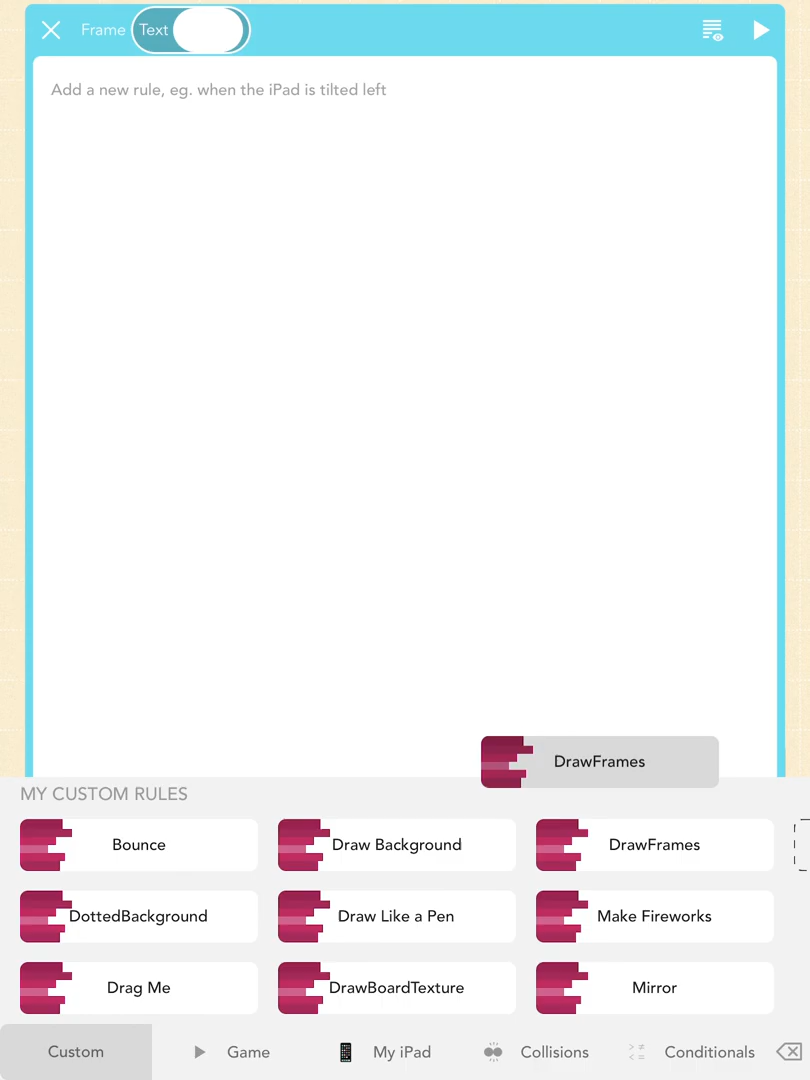 Frame Text
Add a new rule, eg. when the iPad is tilted left
DrawFrames
MY CUSTOM RULES
Bounce Draw Background DrawFrames
DottedBackground Draw Like a Pen Make Fireworks
Drag Me DrawBoardTexture Mirror
Custom Game My iPad Collisions Conditionals